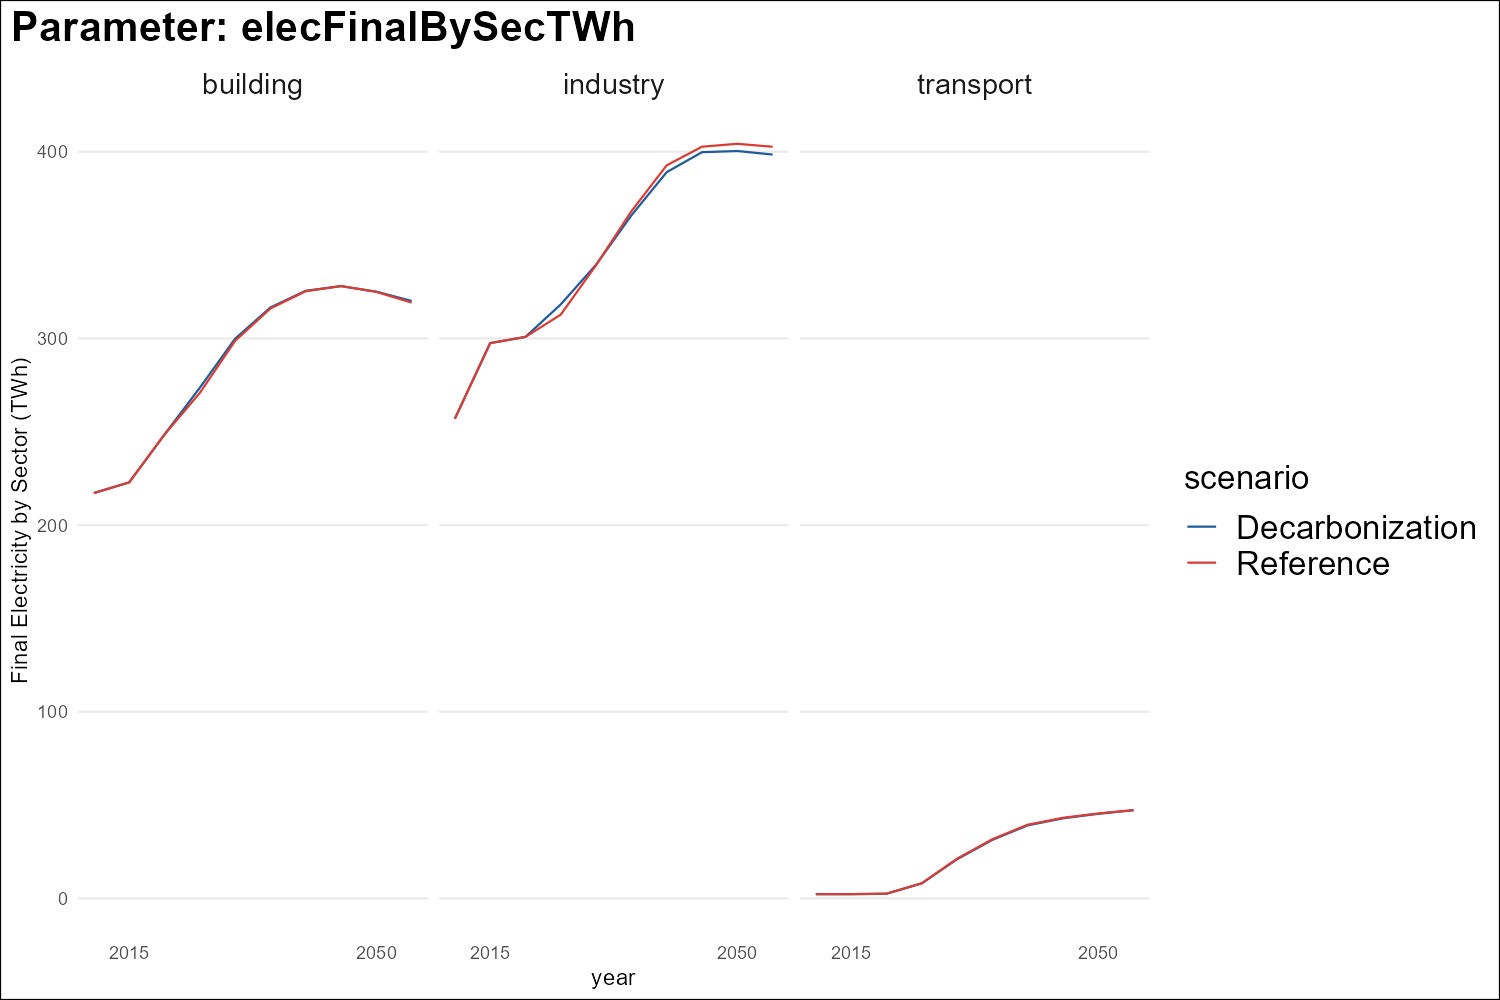 Parameter: elecFinalBySecTWh
building
industry
transport
Final Electricity by Sector (TWh)
400
300
200
100
0
2015
2050
2015
2050
2015
2050
year
scenario
Decarbonization
Reference